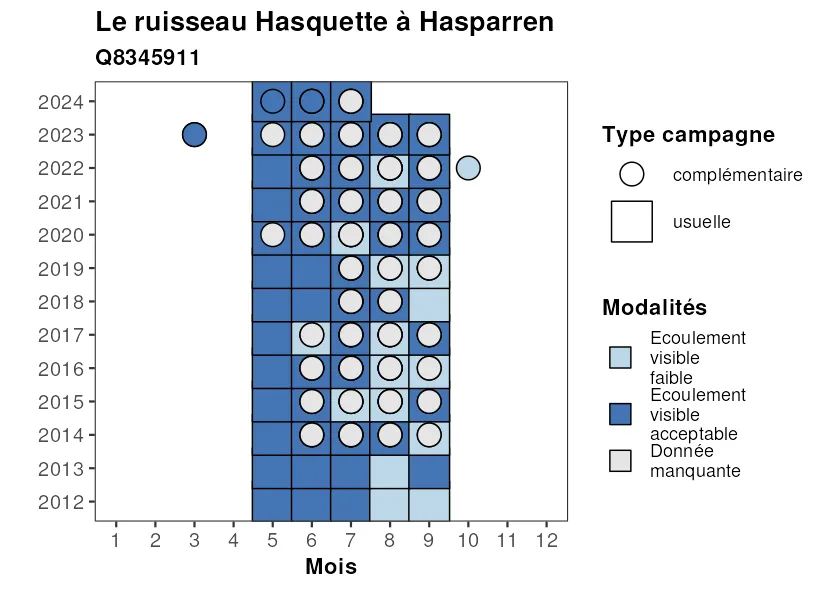 Le ruisseau Hasquette à Hasparren
Q8345911
2024
2023
2022
2021
2020
2019
2018
2017
2016
2015
2014
2013
2012
1 2 3 4 5 6 7 8 9 10 11 12
Mois
Type campagne
complémentaire
usuelle
Modalités
Ecoulement
visible
faible
Ecoulement
visible
acceptable
Donnée
manquante